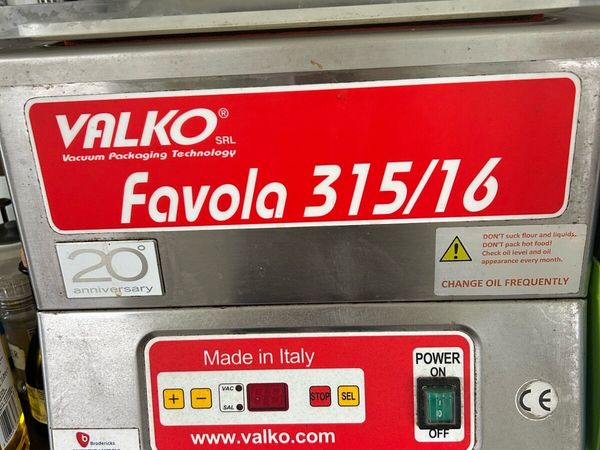 VALKO®
SRL
Vacuum Packaging Technology
Favola 315/16
20°
anniversary
DON'T suck flour and liquids.
DON'T pack hot food!
Check oil level and oil
appearance every month.
CHANGE OIL FREQUENTLY
Made in Italy
POWER
ON
+
-
VAC
SAL
STOP
SEL
OFF
CE
www.valko.com
b
Brodericks